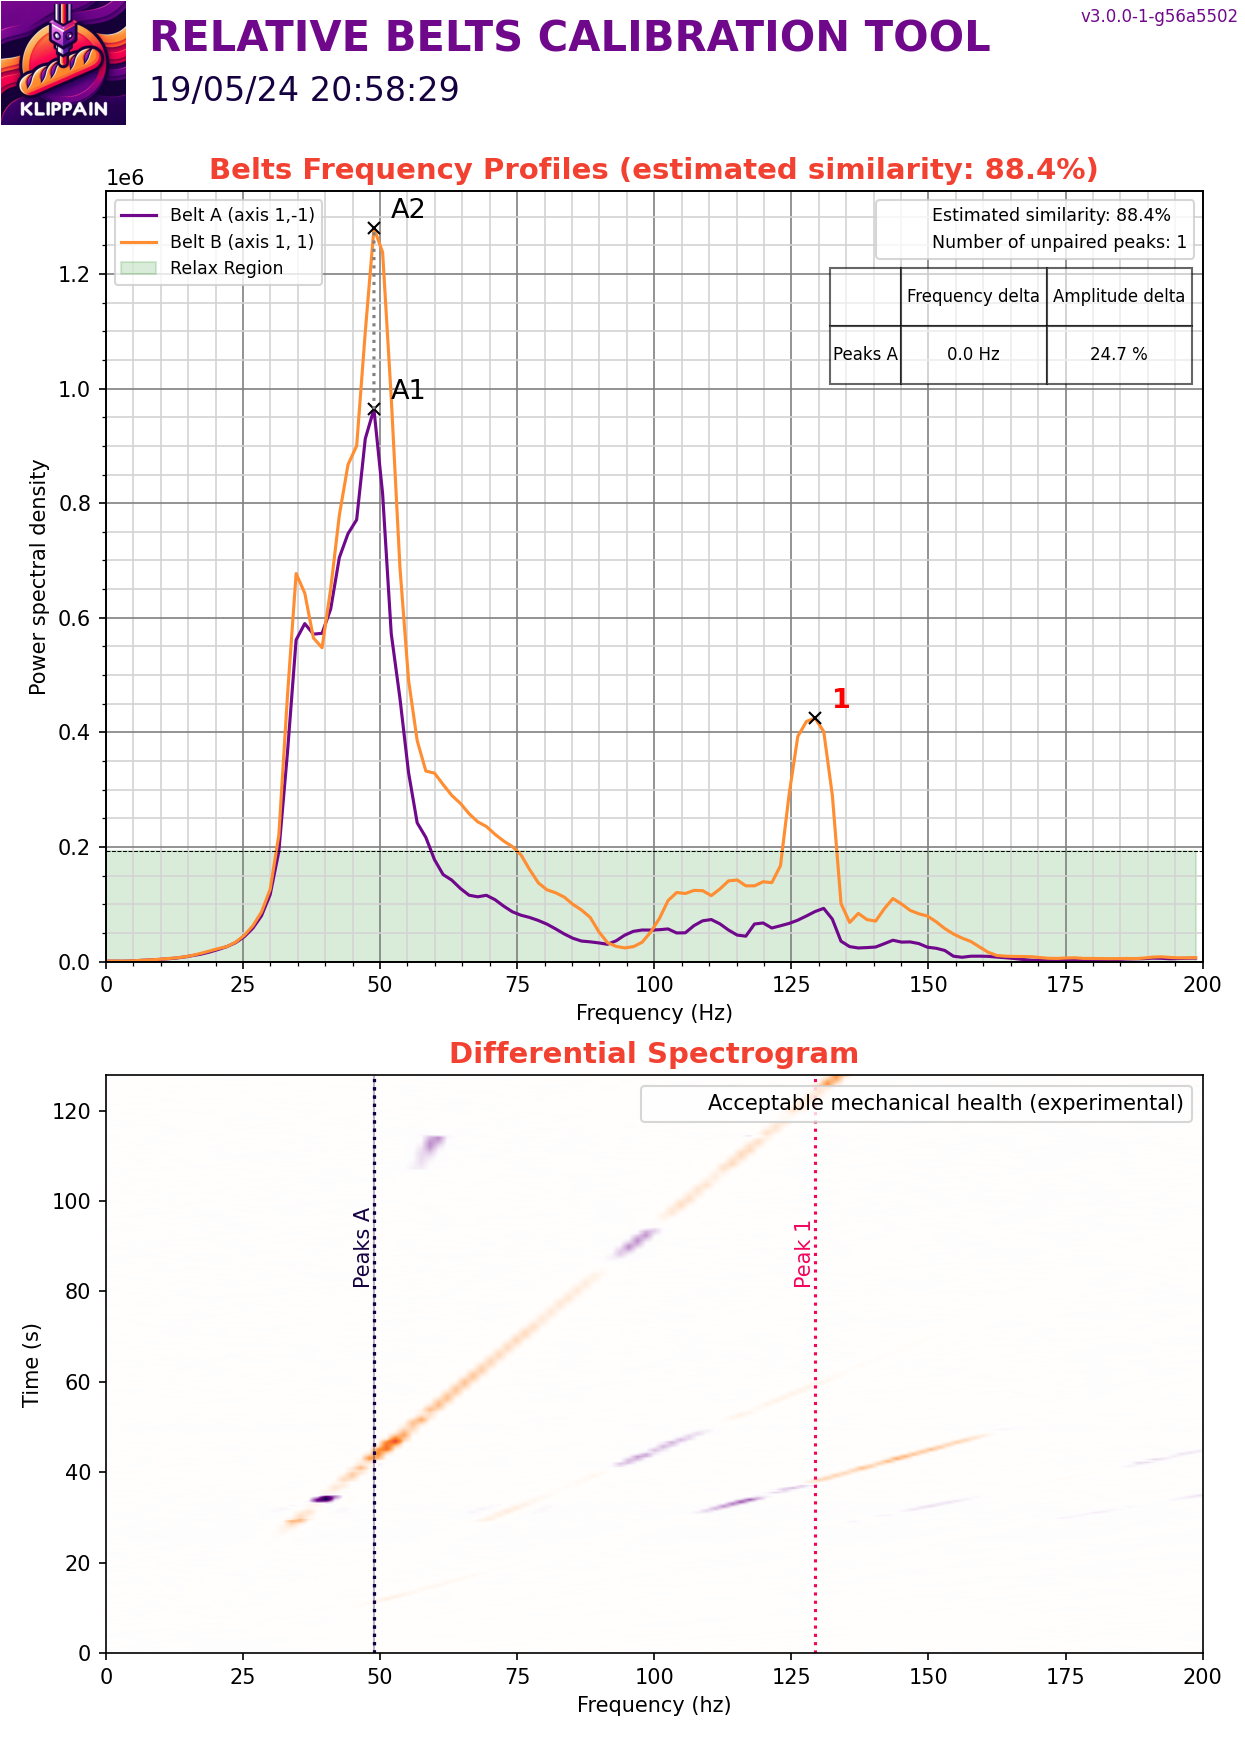 KLIPPAIN
RELATIVE BELTS CALIBRATION TOOL
19/05/24 20:58:29
v3.0.0-1-g56a5502
Belts Frequency Profiles (estimated similarity: 88.4%)
1e6
Belt A (axis 1,-1)
Belt B (axis 1, 1)
Relax Region
Estimated similarity: 88.4%
Number of unpaired peaks: 1
Frequency delta Amplitude delta
Peaks A 0.0 Hz 24.7 %
A2
A1
1
Power spectral density
1.2
1.0
0.8
0.6
0.4
0.2
0.0
0 25 50 75 100 125 150 175 200
Frequency (Hz)
Differential Spectrogram
Acceptable mechanical health (experimental)
Peaks A
Peak 1
Time (s)
120
100
80
60
40
20
0
0 25 50 75 100 125 150 175 200
Frequency (hz)